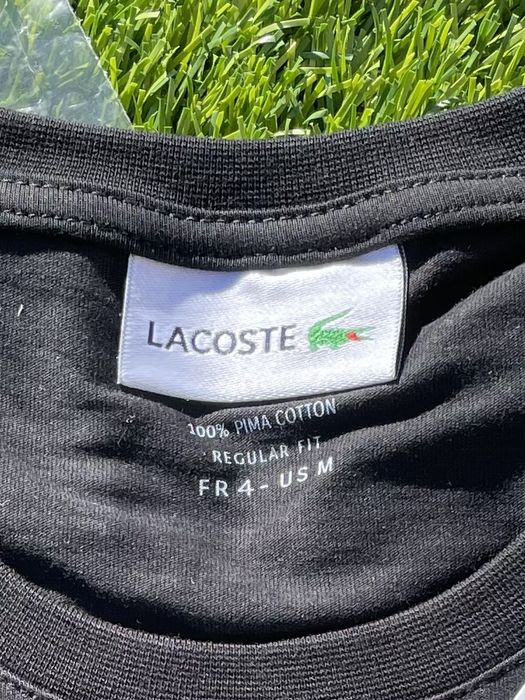 LACOSTE
100% PIMA COTTON
REGULAR FIT
FR 4 - US M